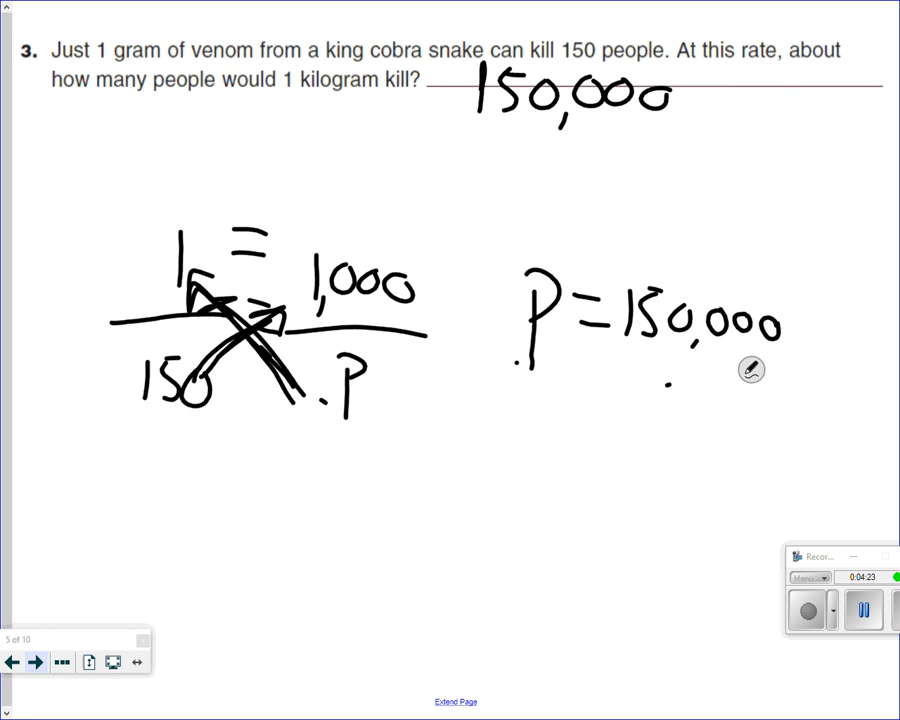 3. Just 1 gram of venom from a king cobra snake can kill 150 people. At this rate, about
how many people would 1 kilogram kill?
150,000
1 = 1,000
150 .P
P = 150,000
Recor...
Menu
0:04:23
5 of 10
Extend Page